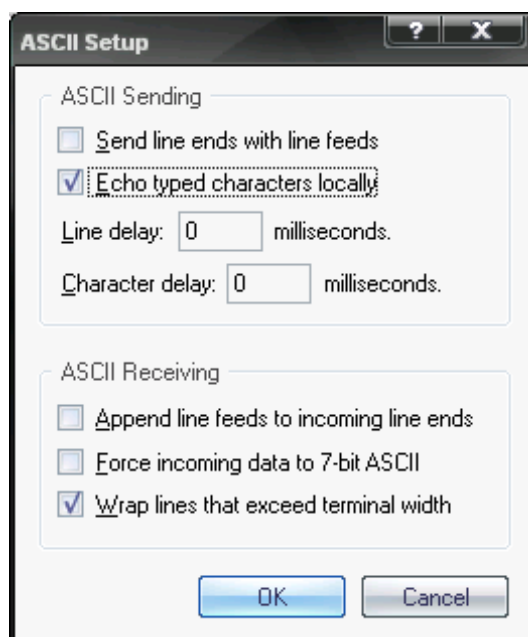 ASCII Setup
ASCII Sending
Send line ends with line feeds
Echo typed characters locally
Line delay: 0 milliseconds.
Character delay: 0 milliseconds.
ASCII Receiving
Append line feeds to incoming line ends
Force incoming data to 7-bit ASCII
Wrap lines that exceed terminal width
OK Cancel